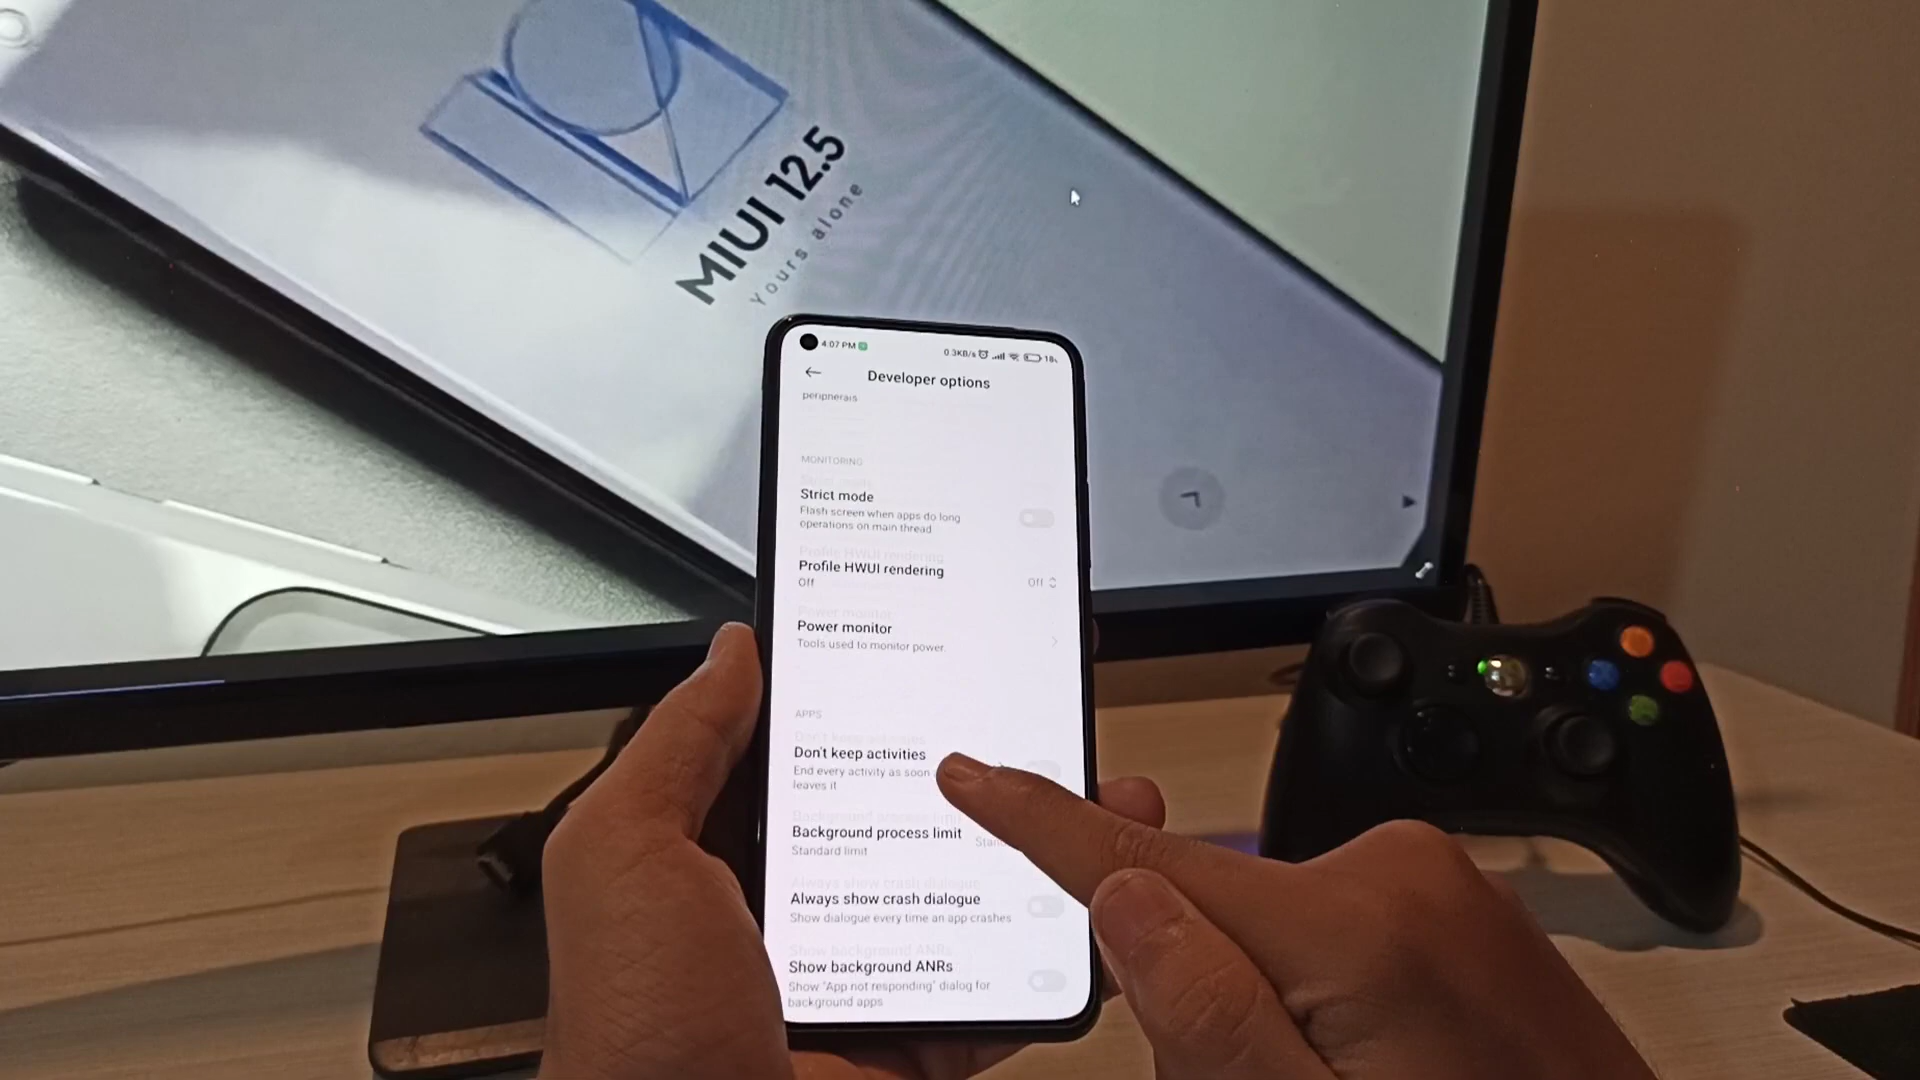 MIUI 12.5
Yours alone
4:07 PM
0.3KB/s
18
Developer options
peripherals
MONITORING
Strict mode
Flash screen when apps do long
operations on main thread
Profile HWUI rendering
Off
Off
Power monitor
Tools used to monitor power.
APPS
Don't keep activities
End every activity as soon
leaves it
Background process limit
Standard limit
Always show crash dialogue
Show dialogue every time an app crashes
Show background ANRs
Show "App not responding" dialog for
background apps